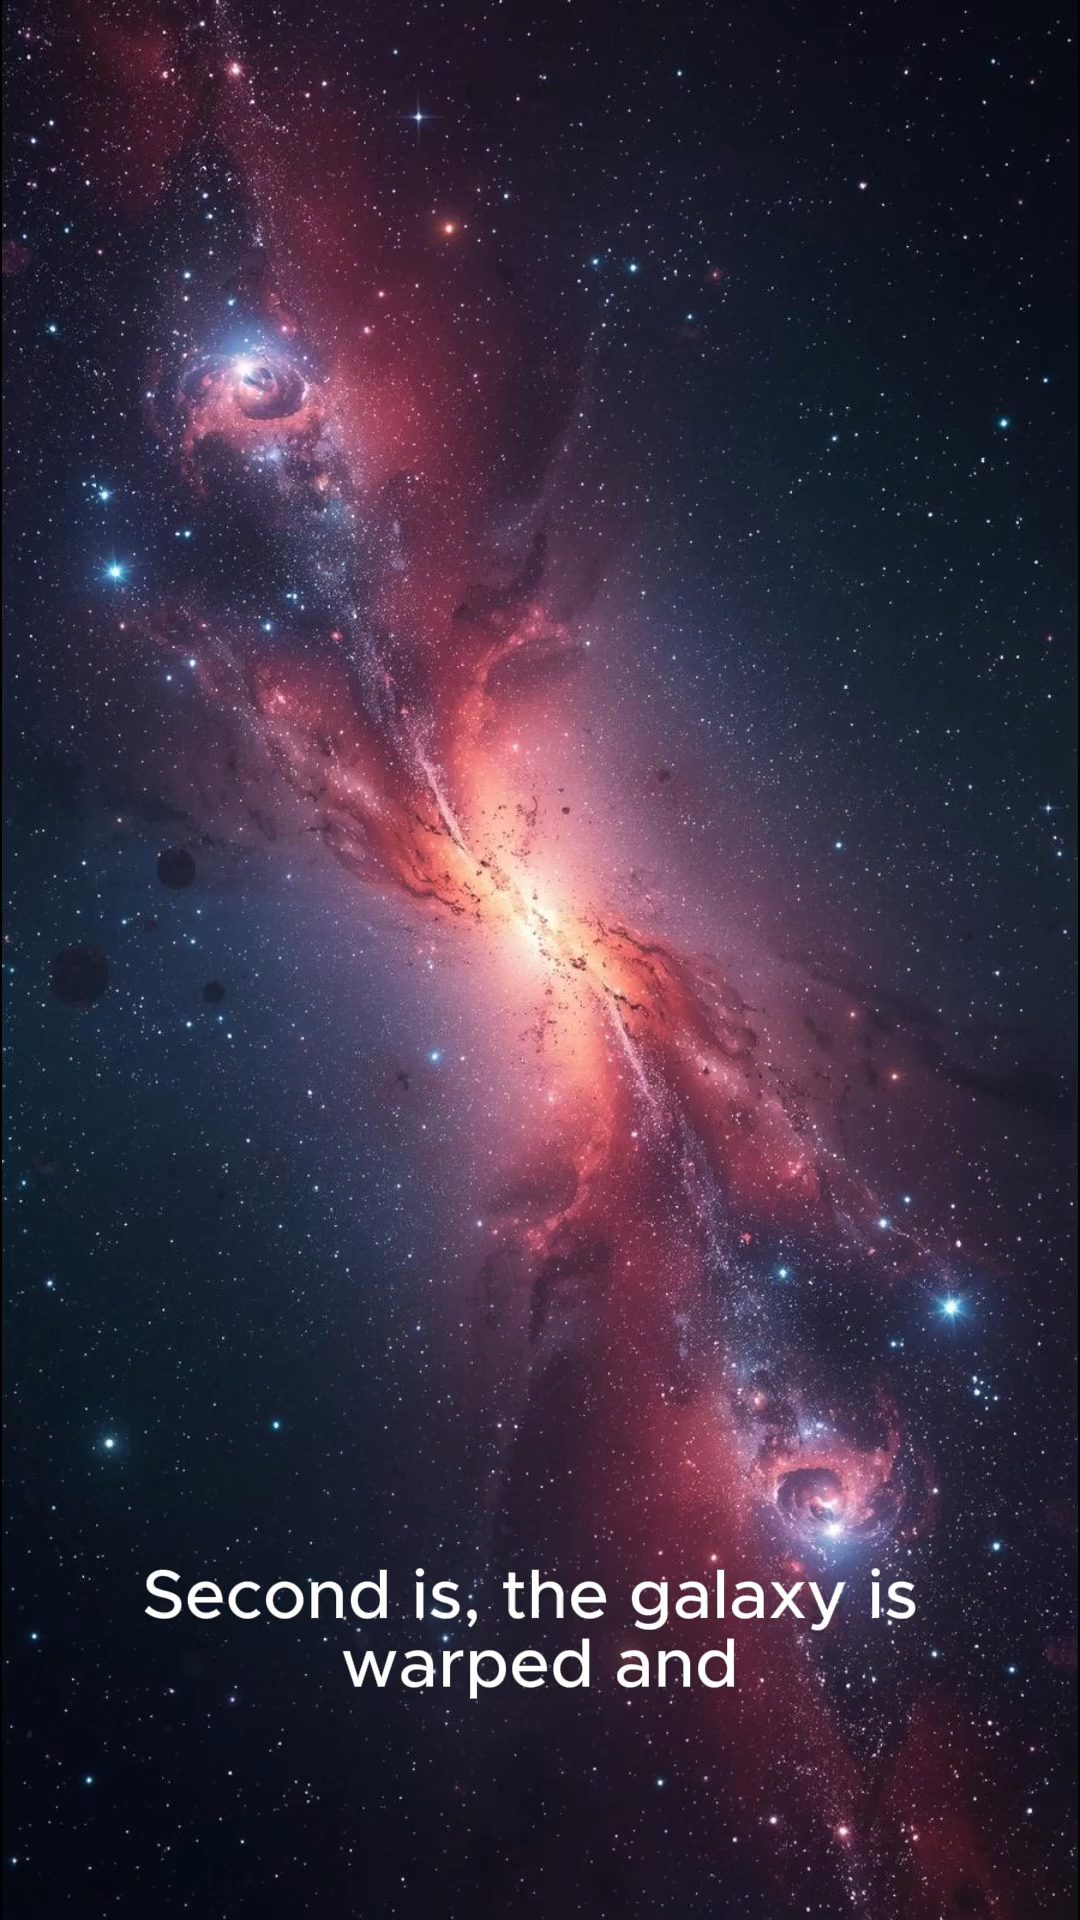 Second is, the galaxy is
warped and